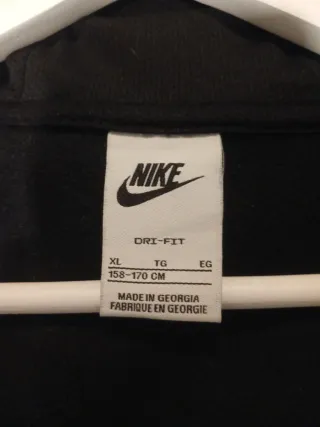 NIKE
DRI-FIT
XL TG EG
158-170 CM
MADE IN GEORGIA
FABRIQUE EN GEORGIE